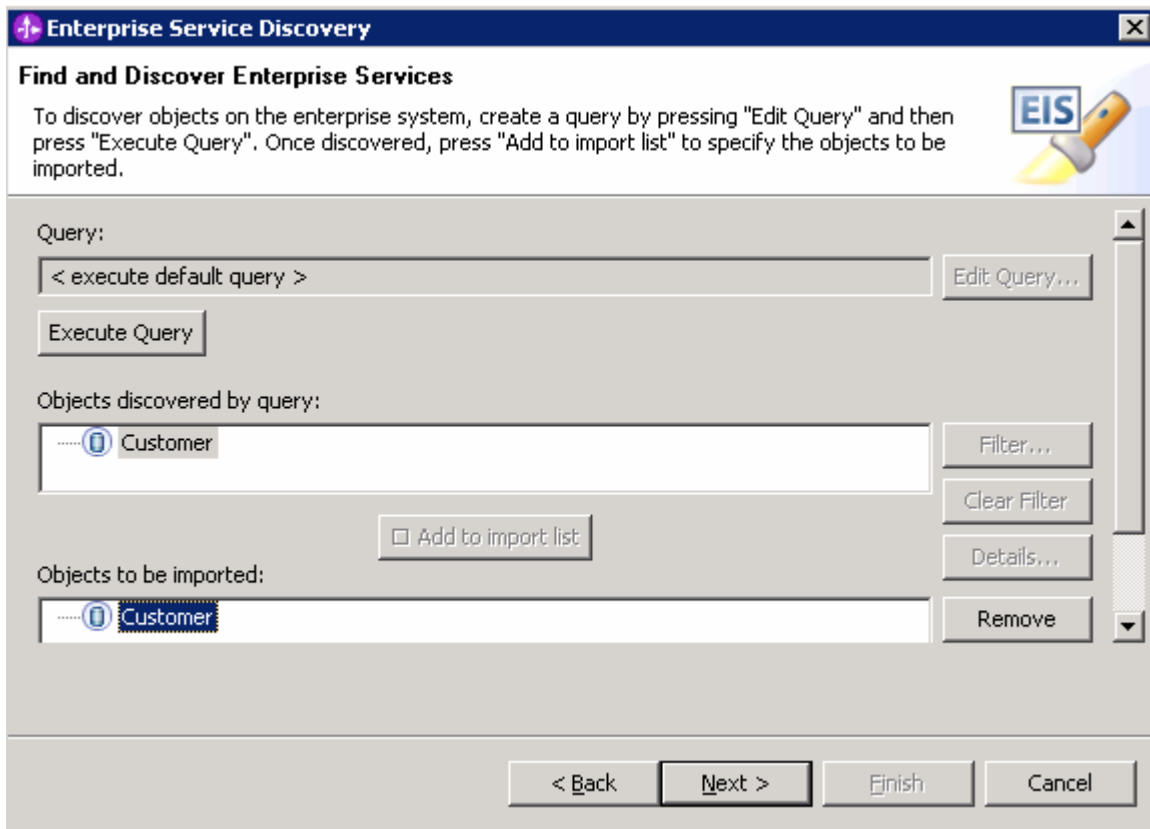 Enterprise Service Discovery
Find and Discover Enterprise Services
To discover objects on the enterprise system, create a query by pressing "Edit Query" and then
press "Execute Query". Once discovered, press "Add to import list" to specify the objects to be
imported.
EIS
Query:
< execute default query >
Edit Query...
Execute Query
Objects discovered by query:
Customer
Filter...
Clear Filter
Add to import list
Details...
Objects to be imported:
Customer
Remove
< Back
Next >
Finish
Cancel